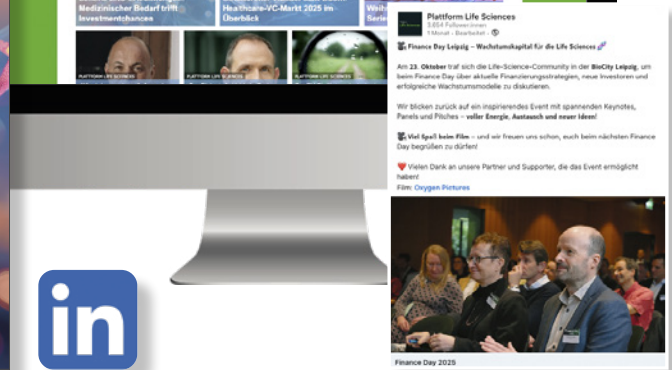 Medizinischer Bedarf trifft
Investmentchancen
Healthcare-VC-Markt 2025 im
Überblick
Weih
Serie
PLATTFORM LIFE SCIENCES
PLATTFORM LIFE SCIENCES
PLATTFORM LIFE SCIENCES
in
Plattform Life Sciences
3.654 Follower:innen
1 Monat • Bearbeitet •
Finance Day Leipzig – Wachstumskapital für die Life Sciences
Am 23. Oktober traf sich die Life-Science-Community in der BioCity Leipzig, um
beim Finance Day über aktuelle Finanzierungsstrategien, neue Investoren und
erfolgreiche Wachstumsmodelle zu diskutieren.
Wir blicken zurück auf ein inspirierendes Event mit spannenden Keynotes,
Panels und Pitches – voller Energie, Austausch und neuer Ideen!
Viel Spaß beim Film – und wir freuen uns schon, euch beim nächsten Finance
Day begrüßen zu dürfen!
Vielen Dank an unsere Partner und Supporter, die das Event ermöglicht
haben!
Film: Oxygen Pictures
Finance Day 2025